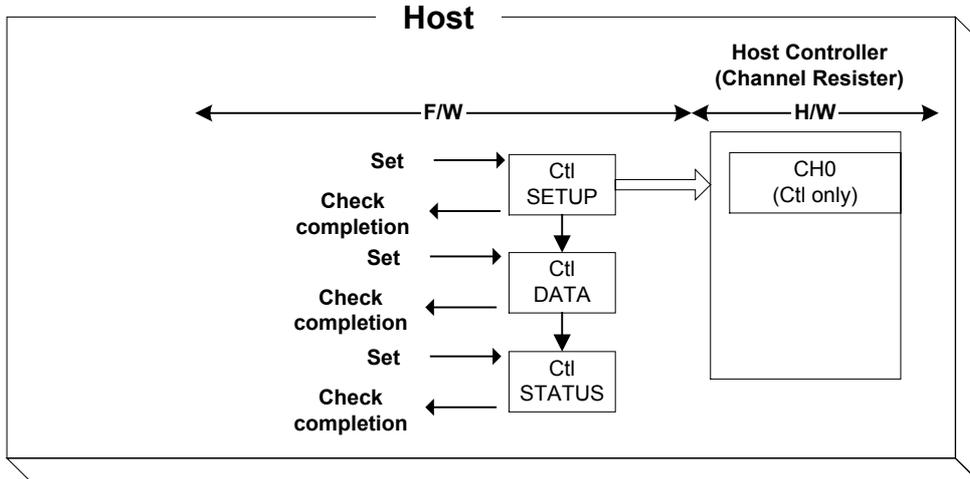 Host
Host Controller
(Channel Resister)
F/W
H/W
Set
Ctl
SETUP
CH0
(Ctl only)
Check
completion
Set
Ctl
DATA
Check
completion
Set
Ctl
STATUS
Check
completion